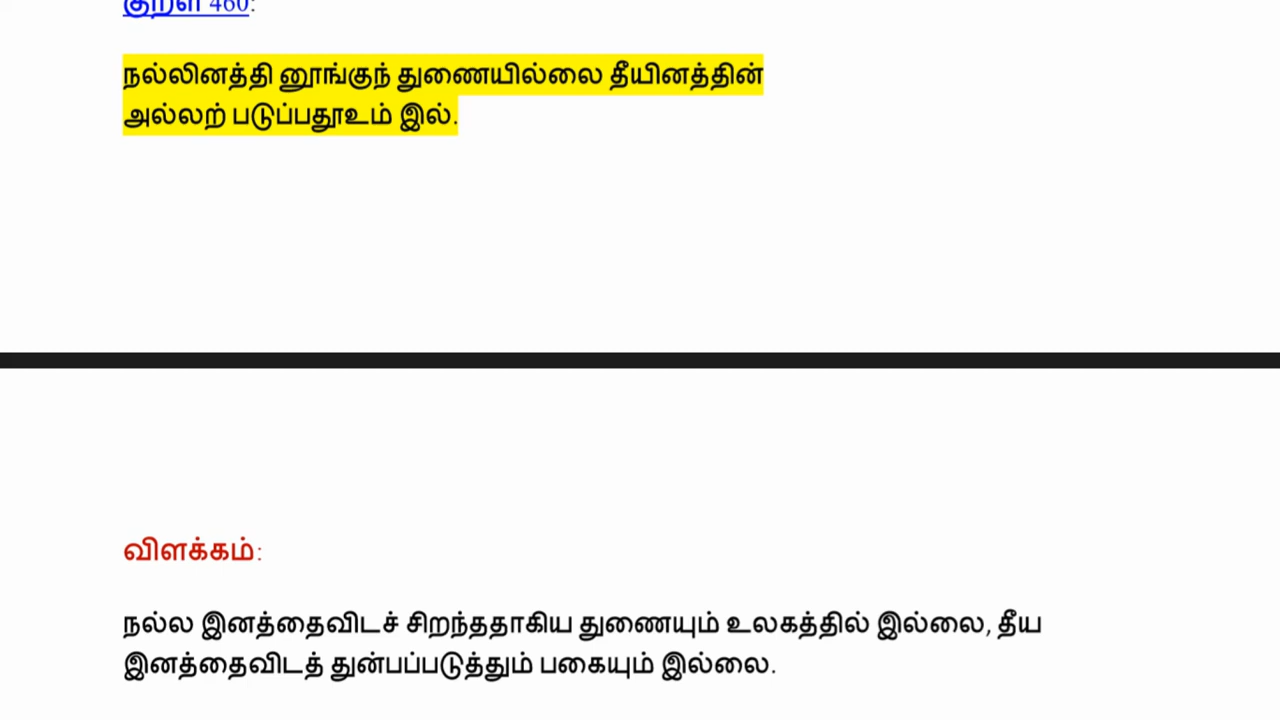 குறள் 460:
நல்லினத்தி னூங்குந் துணையில்லை தீயினத்தின்
அல்லற் படுப்பதூஉம் இல்.
விளக்கம்:
நல்ல இனத்தைவிடச் சிறந்ததாகிய துணையும் உலகத்தில் இல்லை, தீய
இனத்தைவிடத் துன்பப்படுத்தும் பகையும் இல்லை.